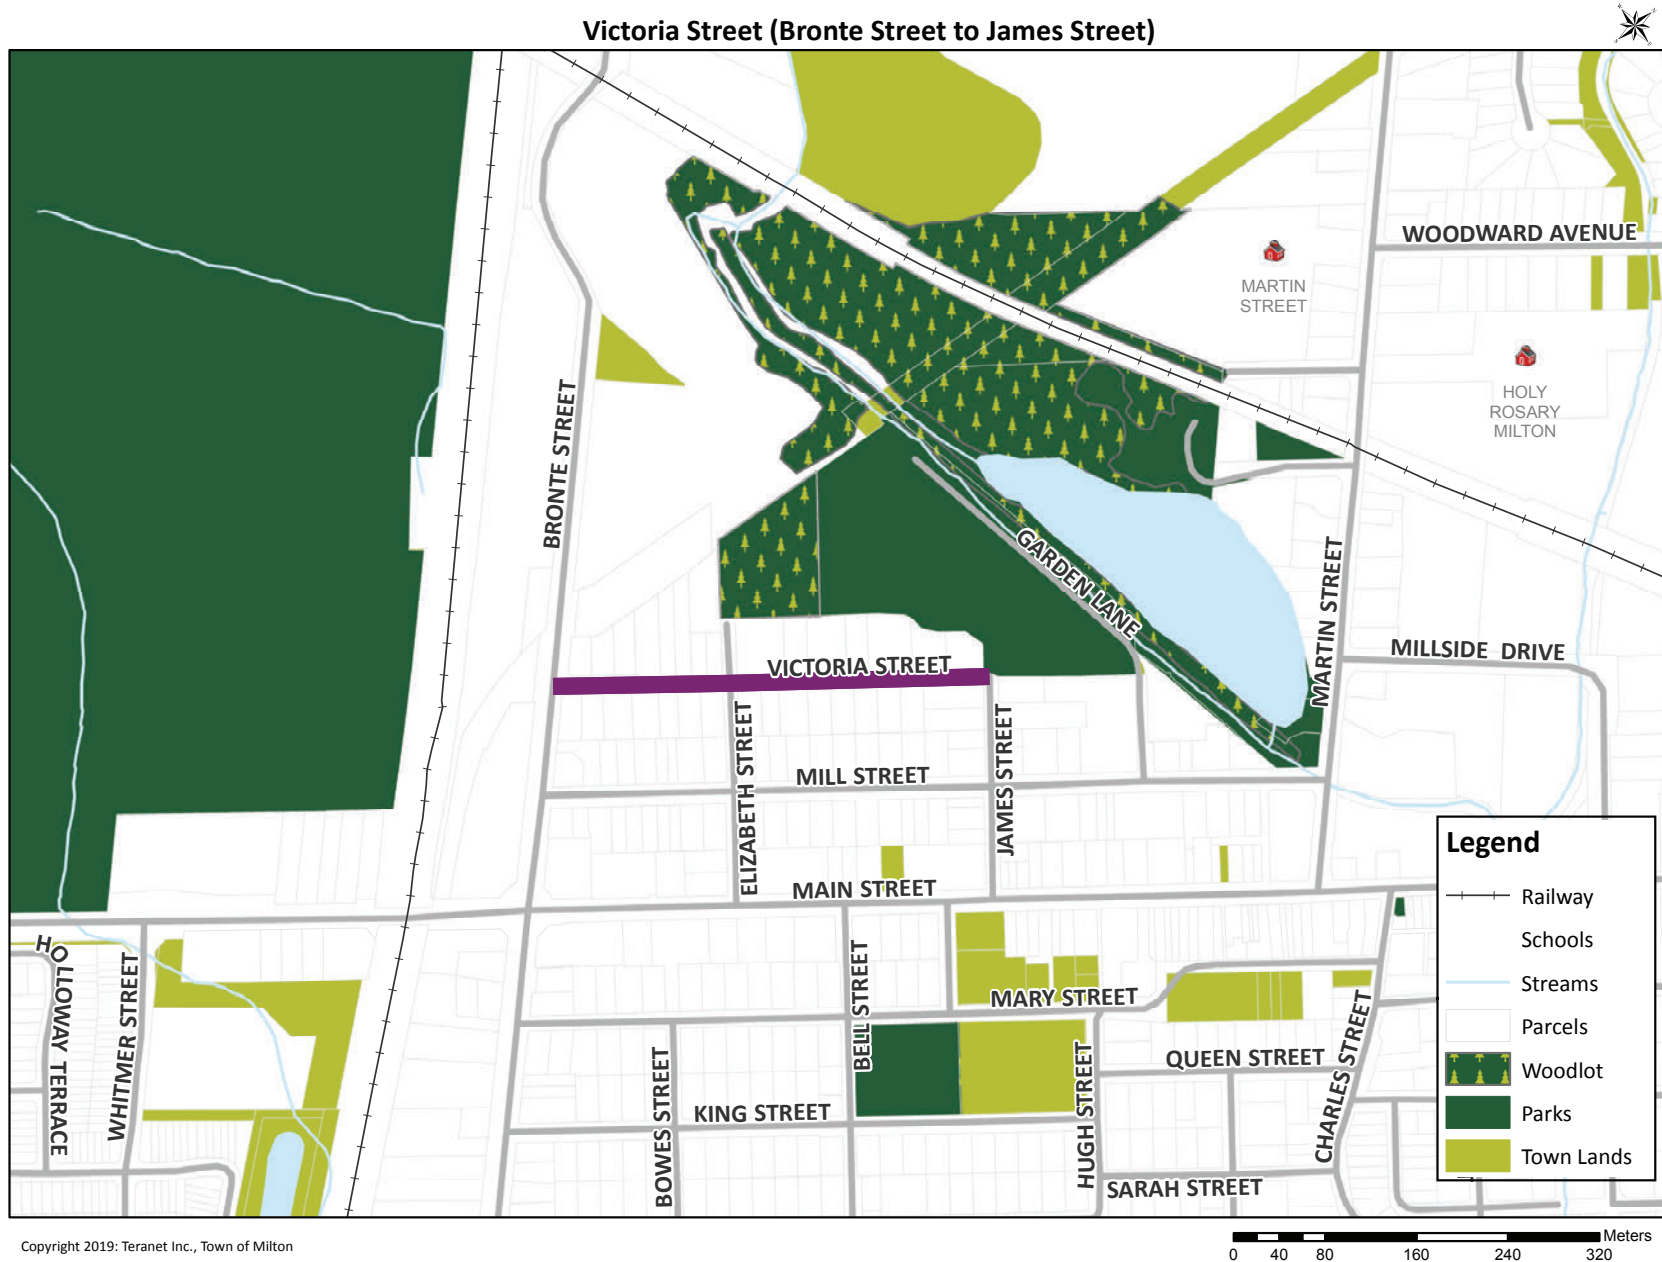 Victoria Street (Bronte Street to James Street)
WOODWARD AVENUE
MARTIN
STREET
HOLY
ROSARY
MILTON
BRONTE STREET
GARDEN LANE
MARTIN STREET
MILLSIDE DRIVE
VICTORIA STREET
ELIZABETH STREET
JAMES STREET
MILL STREET
MAIN STREET
HOLLOWAY TERRACE
WHITMER STREET
BELL STREET
MARY STREET
BOWES STREET
KING STREET
HUGH STREET
QUEEN STREET
CHARLES STREET
SARAH STREET
Legend
Railway
Schools
Streams
Parcels
Woodlot
Parks
Town Lands
Copyright 2019: Teranet Inc., Town of Milton
Meters
0 40 80 160 240 320